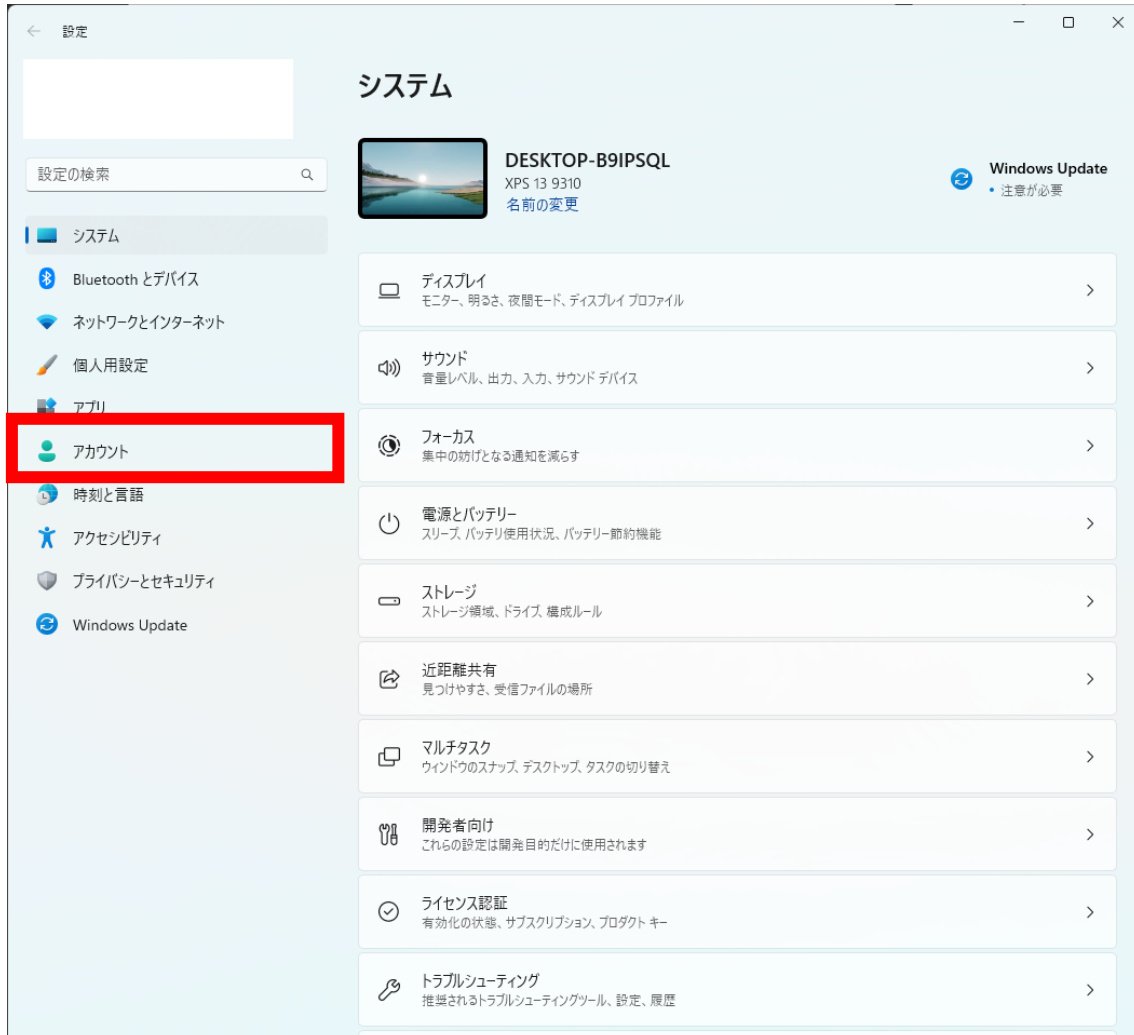 設定
システム
設定の検索
DESKTOP-B9IPSQL
XPS 13 9310
名前の変更
Windows Update
• 注意が必要
システム
Bluetooth とデバイス
ネットワークとインターネット
個人用設定
アプリ
アカウント
時刻と言語
アクセシビリティ
プライバシーとセキュリティ
Windows Update
ディスプレイ
モニター、明るさ、夜間モード、ディスプレイ プロファイル
サウンド
音量レベル、出力、入力、サウンド デバイス
フォーカス
集中の妨げとなる通知を減らす
電源とバッテリー
スリープ、バッテリ使用状況、バッテリー節約機能
ストレージ
ストレージ領域、ドライブ、構成ルール
近距離共有
見つけやすさ、受信ファイルの場所
マルチタスク
ウィンドウのスナップ、デスクトップ、タスクの切り替え
開発者向け
これらの設定は開発目的だけに使用されます
ライセンス認証
有効化の状態、サブスクリプション、プロダクト キー
トラブルシューティング
推奨されるトラブルシューティングツール、設定、履歴